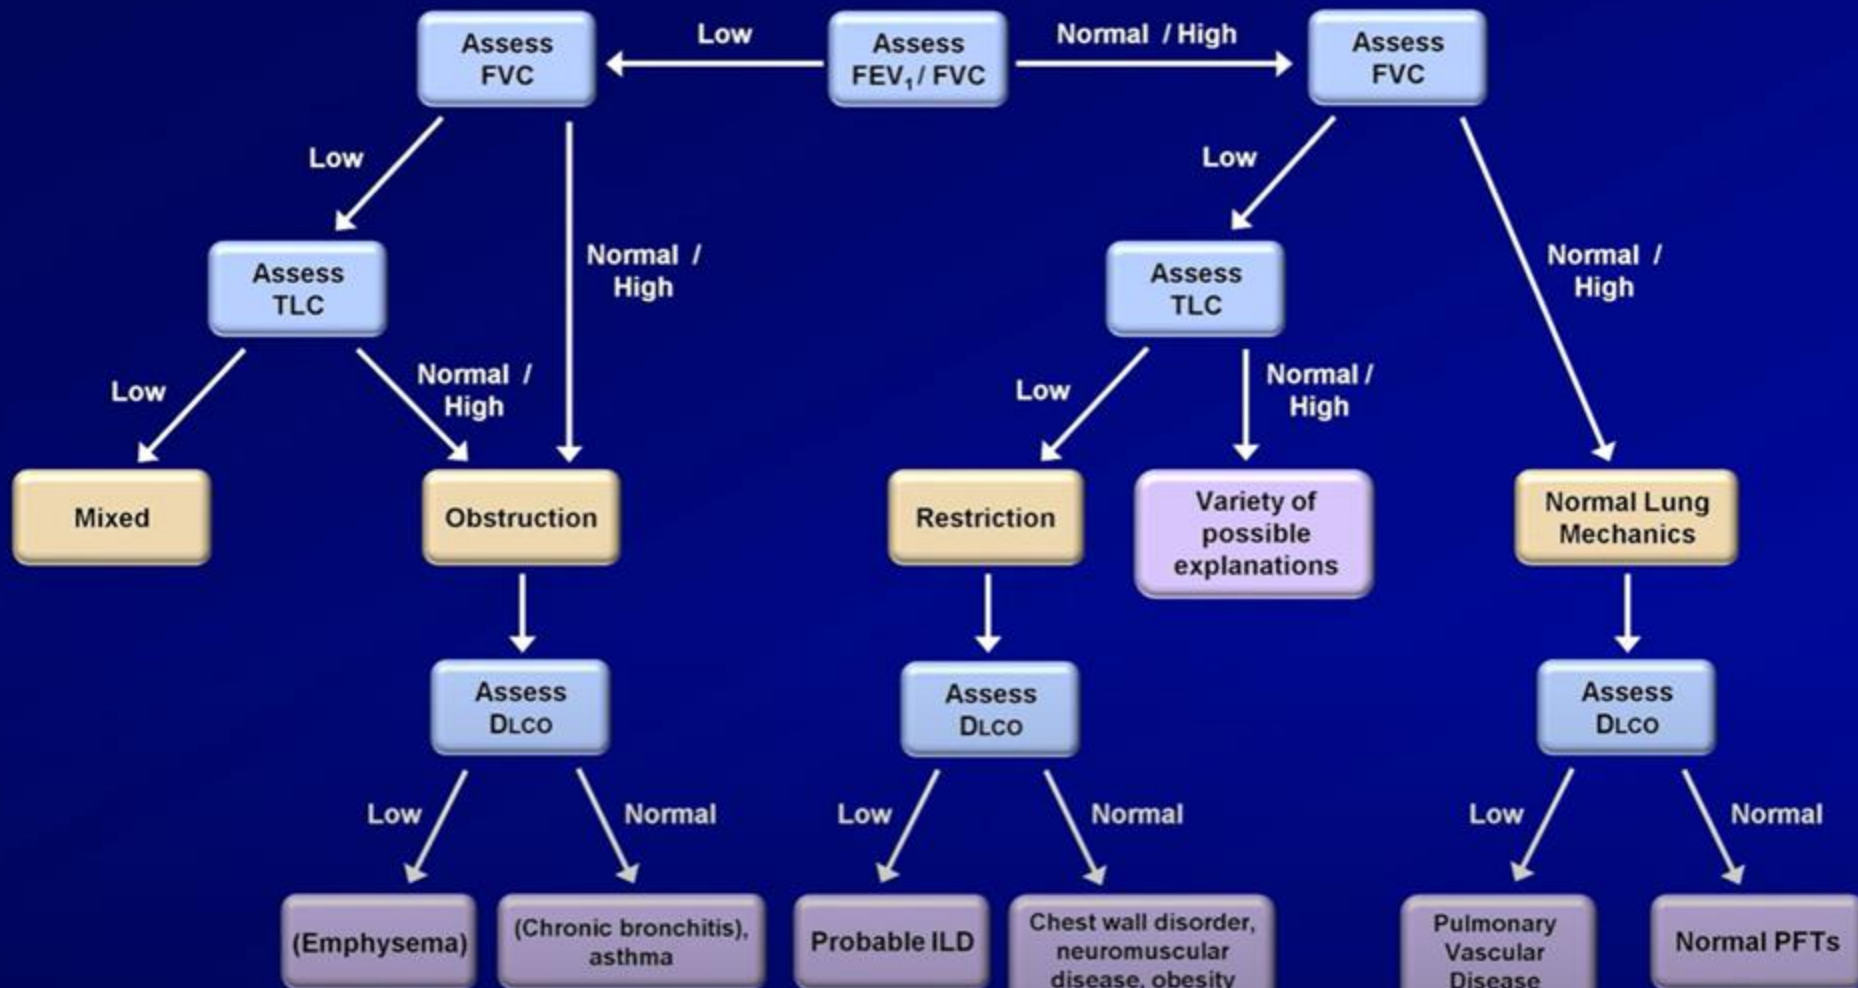 Assess
FVC
Low
Assess
FEV₁ / FVC
Normal / High
Assess
FVC
Low
Normal /
High
Low
Normal /
High
Assess
TLC
Assess
TLC
Low
Normal /
High
Low
Normal /
High
Mixed
Obstruction
Restriction
Variety of
possible
explanations
Normal Lung
Mechanics
Assess
DLCO
Assess
DLCO
Assess
DLCO
Low
Normal
Low
Normal
Low
Normal
(Emphysema)
(Chronic bronchitis),
asthma
Probable ILD
Chest wall disorder,
neuromuscular
disease, obesity
Pulmonary
Vascular
Disease
Normal PFTs